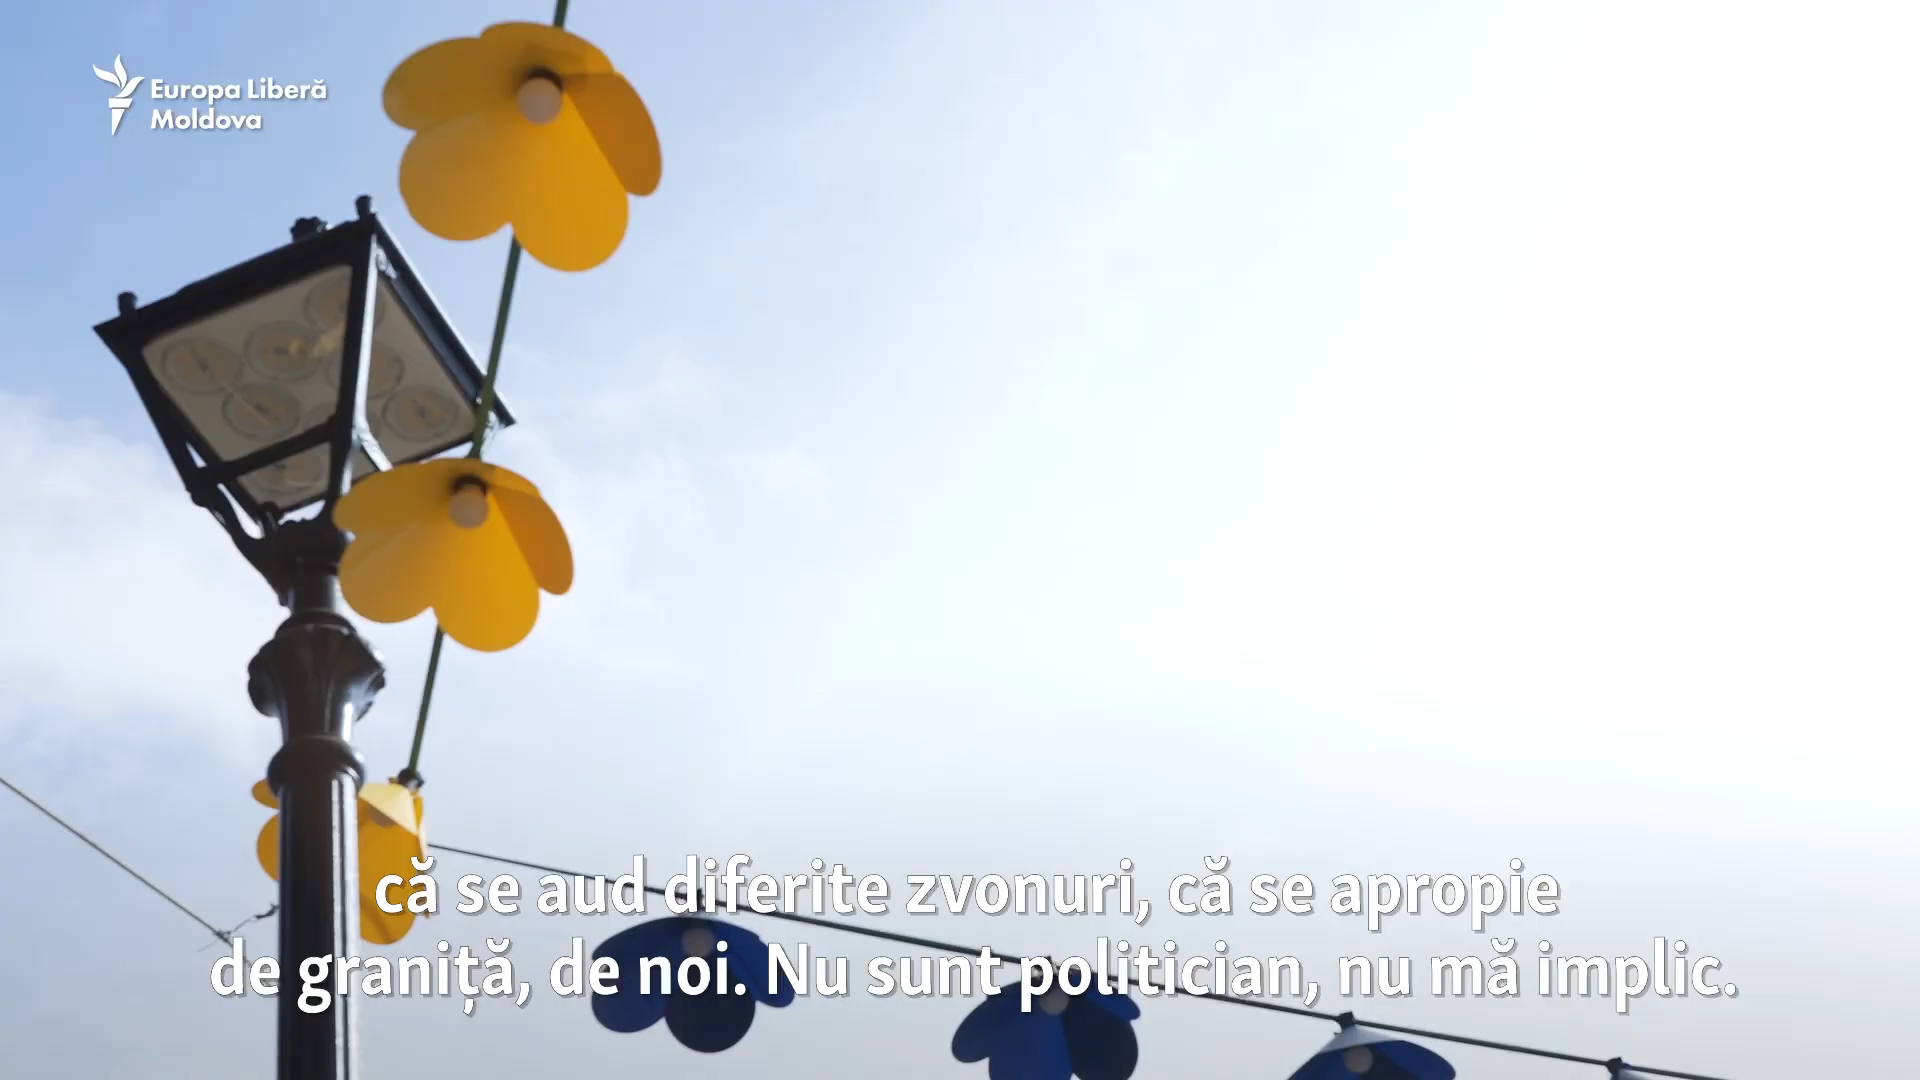 Europa Liberă
Moldova
că se aud diferite zvonuri, că se apropie
de graniță, de noi. Nu sunt politician, nu mă implic.